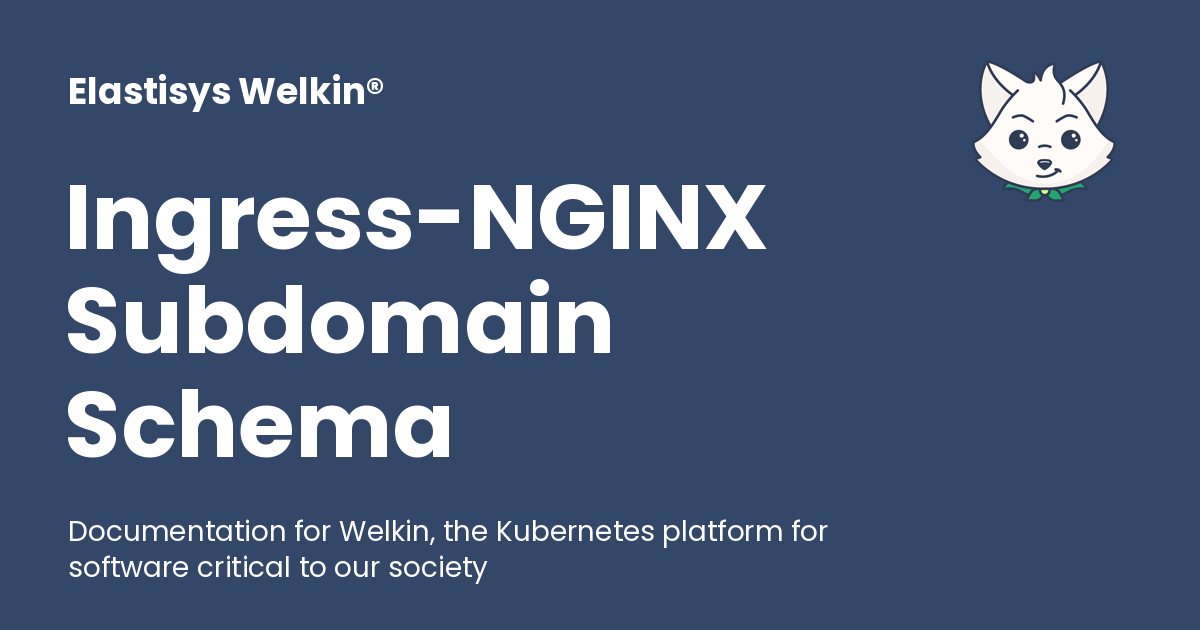 Elastisys Welkin®
Ingress-NGINX
Subdomain
Schema
Documentation for Welkin, the Kubernetes platform for
software critical to our society